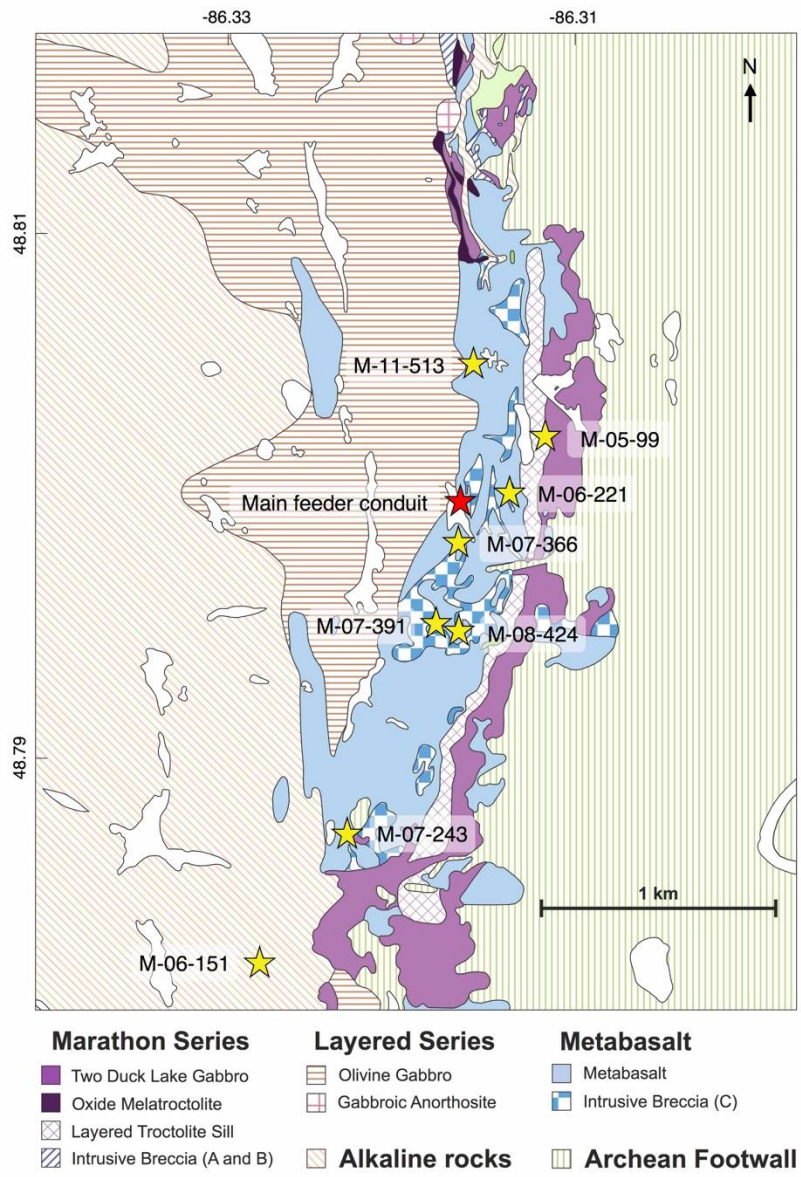 -86.33
-86.31
N
48.81
M-11-513
M-05-99
M-06-221
Main feeder conduit
M-07-366
M-07-391
M-08-424
48.79
M-07-243
1 km
M-06-151
Marathon Series
Two Duck Lake Gabbro
Oxide Melatroctolite
Layered Troctolite Sill
Intrusive Breccia (A and B)
Layered Series
Olivine Gabbro
Gabbroic Anorthosite
Alkaline rocks
Metabasalt
Metabasalt
Intrusive Breccia (C)
Archean Footwall